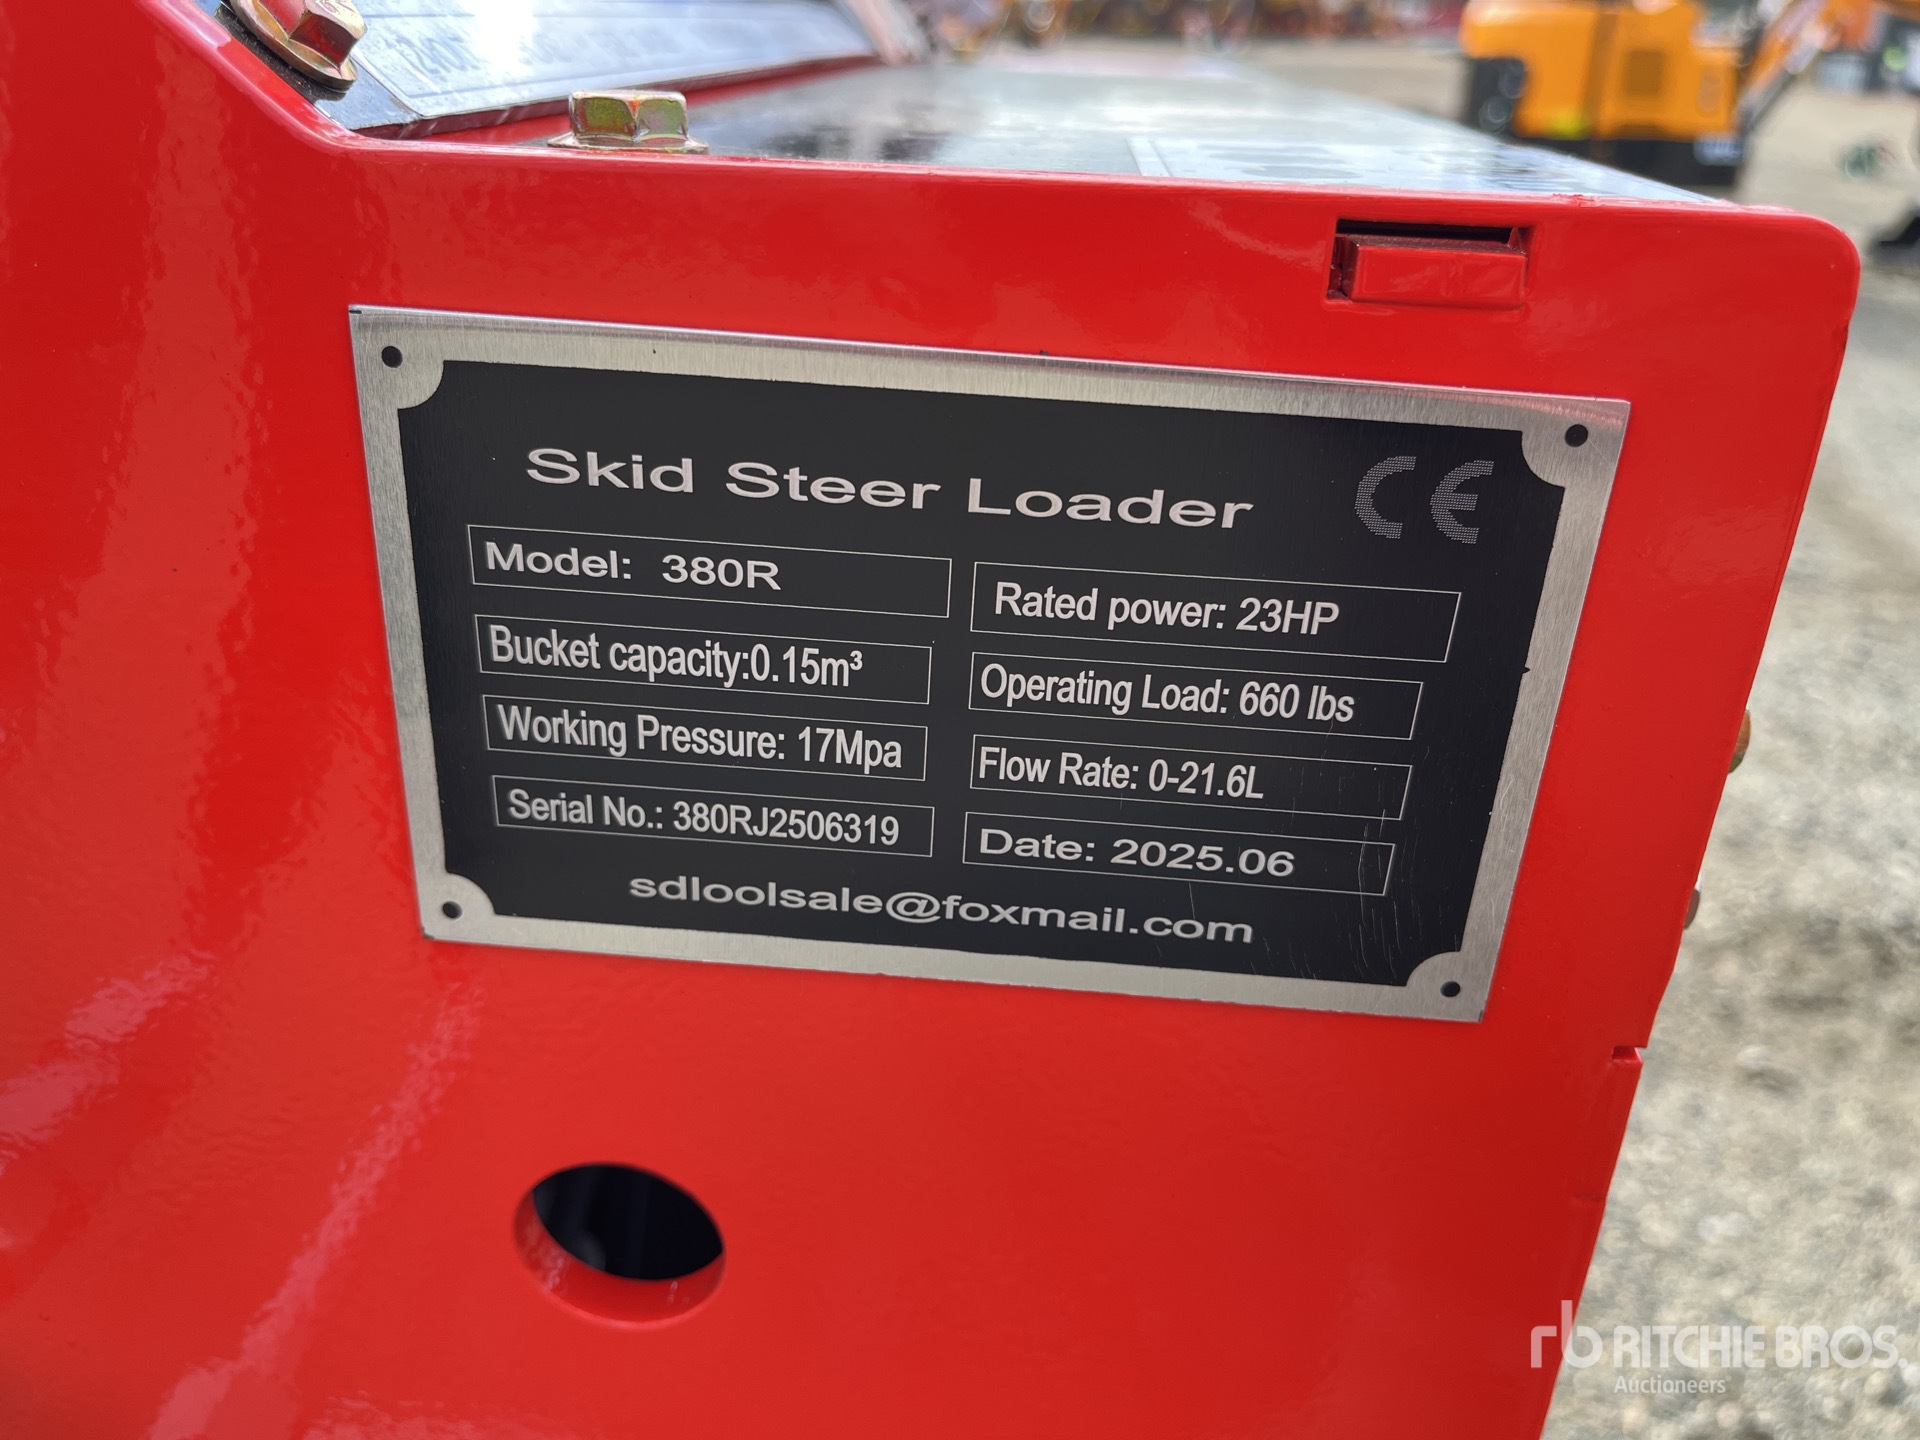 Skid Steer Loader CE
Model: 380R
Rated power: 23HP
Bucket capacity:0.15m³
Operating Load: 660 lbs
Working Pressure: 17Mpa
Flow Rate: 0-21.6L
Serial No.: 380RJ2506319
Date: 2025.06
sdloolsale@foxmail.com
rb RITCHIE BROS.
Auctioneers